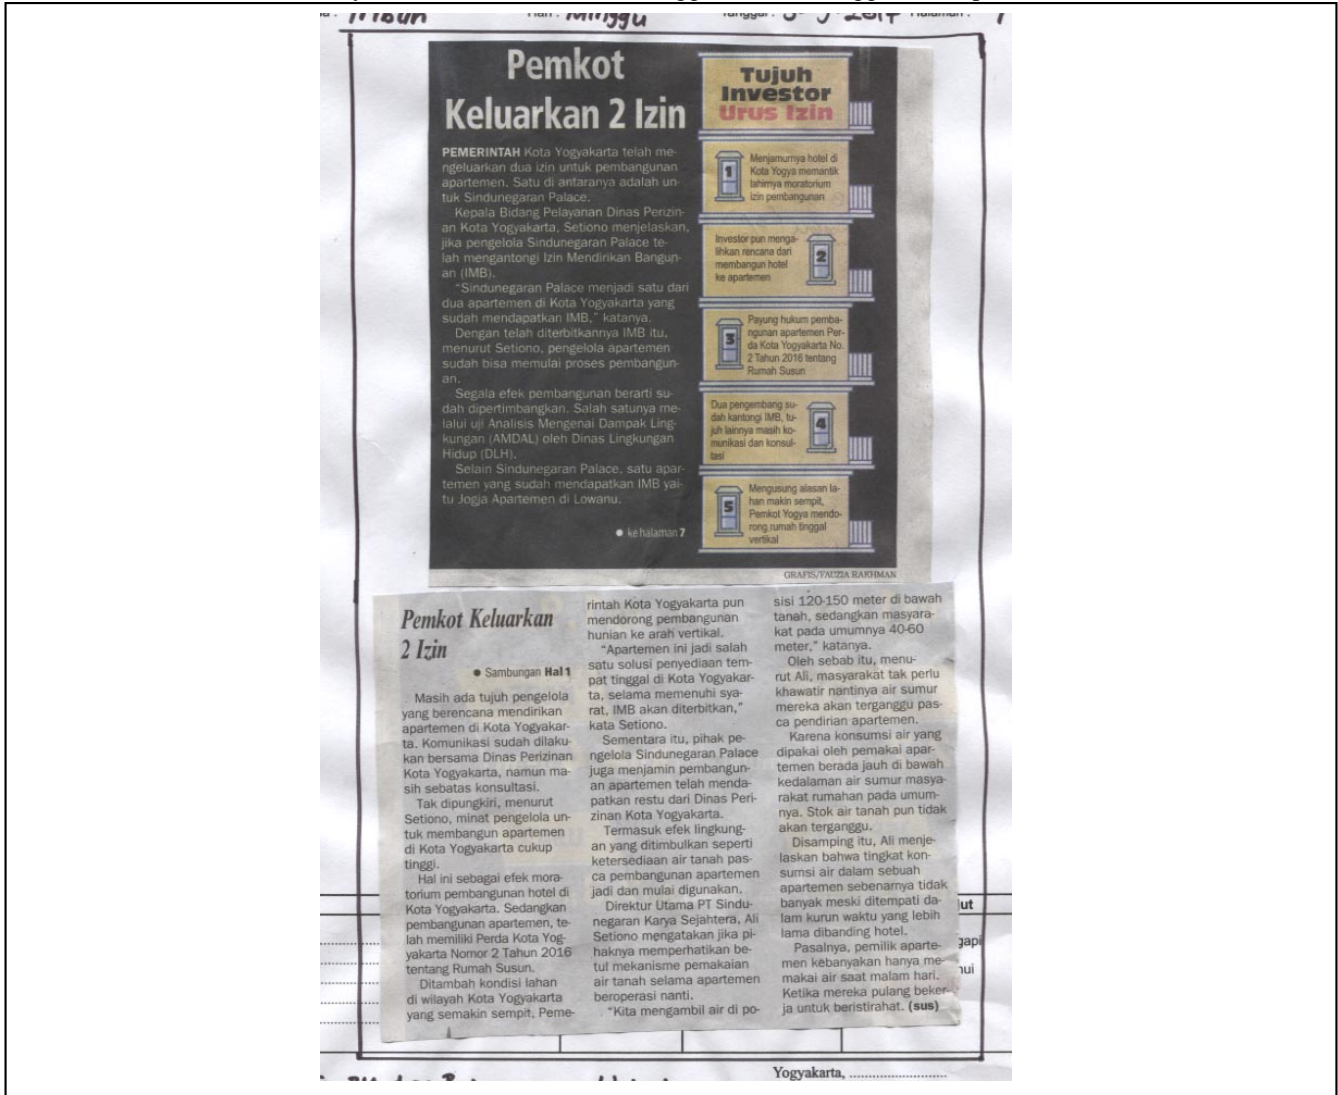 Tribun
Minggu
Pemkot
Keluarkan 2 Izin
PEMERINTAH Kota Yogyakarta telah me-
ngeluarkan dua izin untuk pembangunan
apartemen. Satu di antaranya adalah un-
tuk Sindunegaran Palace.
Kepala Bidang Pelayanan Dinas Perizin-
an Kota Yogyakarta, Setiono menjelaskan,
jika pengelola Sindunegaran Palace te-
lah mengantongi Izin Mendirikan Bangun-
an (IMB).
“Sindunegaran Palace menjadi satu dari
dua apartemen di Kota Yogyakarta yang
sudah mendapatkan IMB,” katanya.
Dengan telah diterbitkannya IMB itu,
menurut Setiono, pengelola apartemen
sudah bisa memulai proses pembangun-
an.
Segala efek pembangunan berarti su-
dah dipertimbangkan. Salah satunya me-
lalui uji Analisis Mengenai Dampak Ling-
kungan (AMDAL) oleh Dinas Lingkungan
Hidup (DLH).
Selain Sindunegaran Palace, satu apar-
temen yang sudah mendapatkan IMB yai-
tu Jogja Apartemen di Lowanu.
● ke halaman 7
Tujuh
Investor
Urus Izin
1
Menjamurnya hotel di
Kota Yogya memantik
lahirnya moratorium
izin pembangunan
Investor pun menga-
lihkan rencana dari
membangun hotel
ke apartemen
2
3
Payung hukum pemba-
ngunan apartemen Per-
da Kota Yogyakarta No.
2 Tahun 2016 tentang
Rumah Susun
Dua pengembang su-
dah kantongi IMB, tu-
juh lainnya masih ko-
munikasi dan konsul-
tasi
4
5
Mengusung alasan la-
han makin sempit,
Pemkot Yogya mendo-
rong rumah tinggal
vertikal
GRAFIS/FAUZIA RAKHMAN
Pemkot Keluarkan
2 Izin
● Sambungan Hal 1
Masih ada tujuh pengelola
yang berencana mendirikan
apartemen di Kota Yogyakar-
ta. Komunikasi sudah dilaku-
kan bersama Dinas Perizinan
Kota Yogyakarta, namun ma-
sih sebatas konsultasi.
Tak dipungkiri, menurut
Setiono, minat pengelola un-
tuk membangun apartemen
di Kota Yogyakarta cukup
tinggi.
Hal ini sebagai efek mora-
torium pembangunan hotel di
Kota Yogyakarta. Sedangkan
pembangunan apartemen, te-
lah memiliki Perda Kota Yog-
yakarta Nomor 2 Tahun 2016
tentang Rumah Susun.
Ditambah kondisi lahan
di wilayah Kota Yogyakarta
yang semakin sempit, Peme-
rintah Kota Yogyakarta pun
mendorong pembangunan
hunian ke arah vertikal.
“Apartemen ini jadi salah
satu solusi penyediaan tem-
pat tinggal di Kota Yogyakar-
ta, selama memenuhi sya-
rat, IMB akan diterbitkan,”
kata Setiono.
Sementara itu, pihak pe-
ngelola Sindunegaran Palace
juga menjamin pembangun-
an apartemen telah menda-
patkan restu dari Dinas Peri-
zinan Kota Yogyakarta.
Termasuk efek lingkung-
an yang ditimbulkan seperti
ketersediaan air tanah pas-
ca pembangunan apartemen
jadi dan mulai digunakan.
Direktur Utama PT Sindu-
negaran Karya Sejahtera, Ali
Setiono mengatakan jika pi-
haknya memperhatikan be-
tul mekanisme pemakaian
air tanah selama apartemen
beroperasi nanti.
“Kita mengambil air di po-
sisi 120-150 meter di bawah
tanah, sedangkan masyara-
kat pada umumnya 40-60
meter,” katanya.
Oleh sebab itu, menu-
rut Ali, masyarakat tak perlu
khawatir nantinya air sumur
mereka akan terganggu pas-
ca pendirian apartemen.
Karena konsumsi air yang
dipakai oleh pemakai apar-
temen berada jauh di bawah
kedalaman air sumur masya-
rakat rumahan pada umum-
nya. Stok air tanah pun tidak
akan terganggu.
Disamping itu, Ali menje-
laskan bahwa tingkat kon-
sumsi air dalam sebuah
apartemen sebenarnya tidak
banyak meski ditempati da-
lam kurun waktu yang lebih
lama dibanding hotel.
Pasalnya, pemilik aparte-
men kebanyakan hanya me-
makai air saat malam hari.
Ketika mereka pulang beker-
ja untuk beristirahat. (sus)
Yogyakarta, ........................